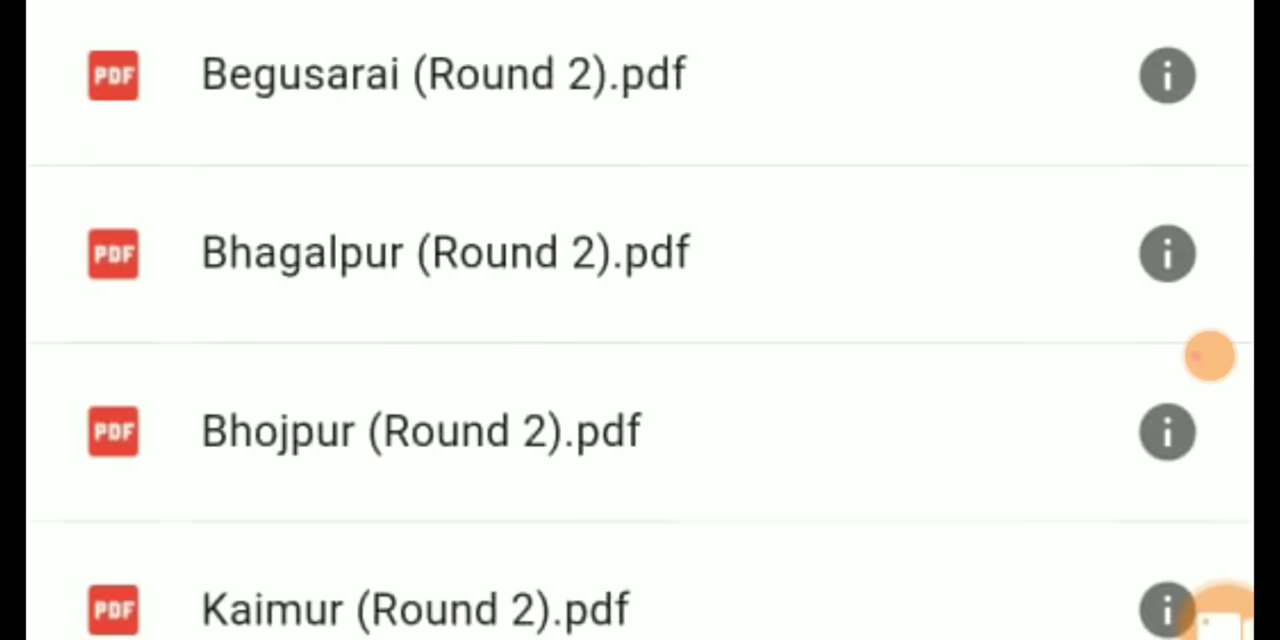 PDF Begusarai (Round 2).pdf i
PDF Bhagalpur (Round 2).pdf i
PDF Bhojpur (Round 2).pdf i
PDF Kaimur (Round 2).pdf i